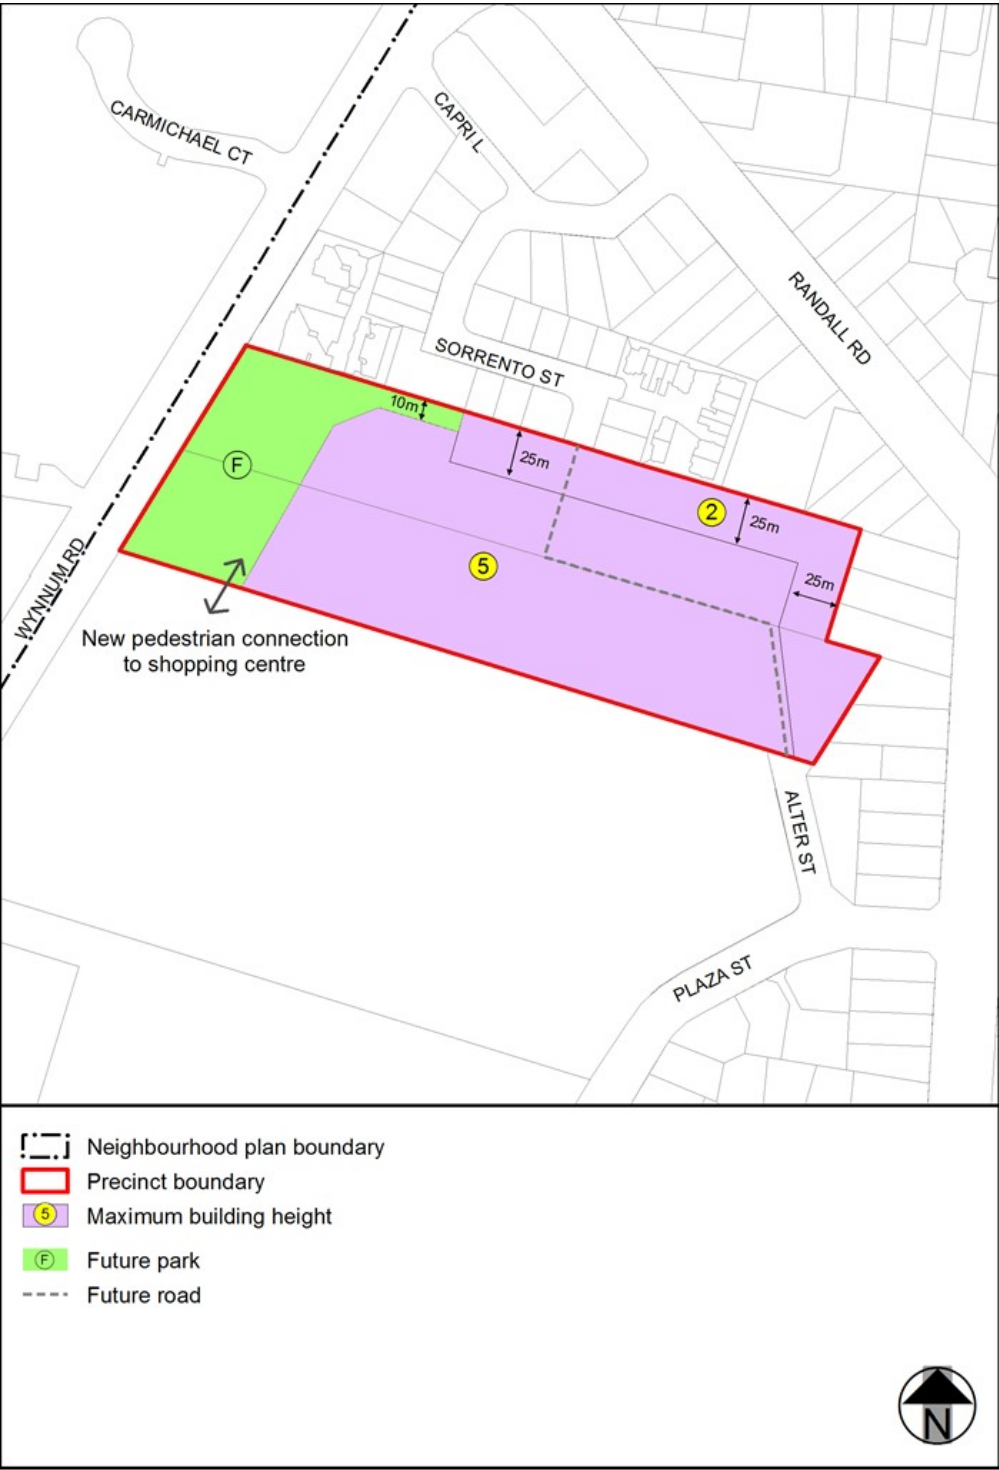 CARMICHAEL CT
CAPRI L
RANDALL RD
SORRENTO ST
10m
25m
F
2
25m
5
25m
WYNNUM RD
New pedestrian connection
to shopping centre
ALTER ST
PLAZA ST
Neighbourhood plan boundary
Precinct boundary
5
Maximum building height
F
Future park
Future road
N